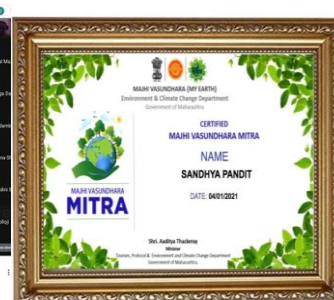 MAJHI VASUNDHARA (MY EARTH)
Environment & Climate Change Department
Government of Maharashtra
CERTIFIED
MAJHI VASUNDHARA MITRA
NAME
SANDHYA PANDIT
DATE: 04/01/2021
MAJHI VASUNDHARA
MITRA
Shri. Aaditya Thackeray
Minister
Tourism, Protocol & Environment and Climate Change Department
Government of Maharashtra.